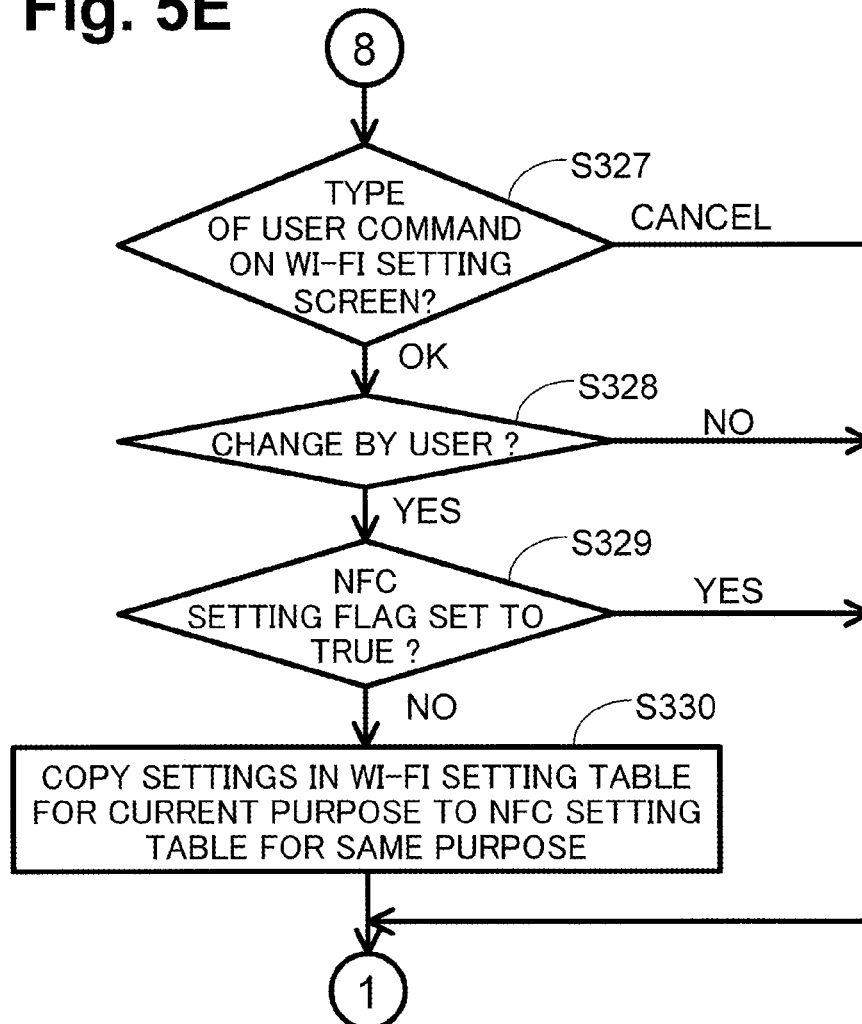 Fig. 5E
8
S327
TYPE
OF USER COMMAND
ON WI-FI SETTING
SCREEN?
CANCEL
OK
S328
CHANGE BY USER ?
NO
YES
S329
NFC
SETTING FLAG SET TO
TRUE ?
YES
NO
S330
COPY SETTINGS IN WI-FI SETTING TABLE
FOR CURRENT PURPOSE TO NFC SETTING
TABLE FOR SAME PURPOSE
1